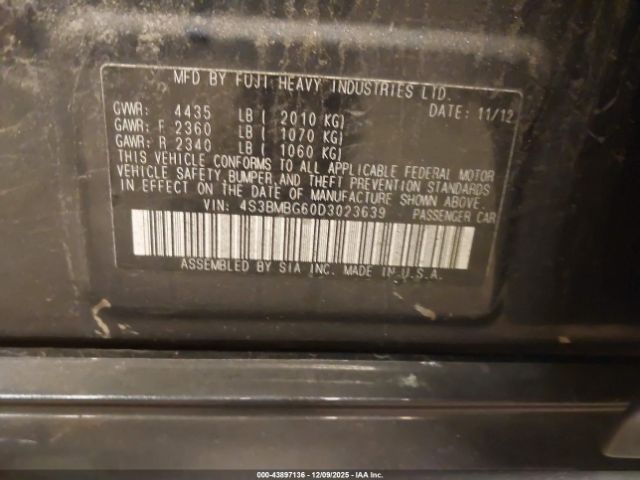 MFD BY FUJI HEAVY INDUSTRIES LTD.
GVWR: 4435 LB ( 2010 KG) DATE: 11/12
GAWR: F 2360 LB ( 1070 KG)
GAWR: R 2340 LB ( 1060 KG)
THIS VEHICLE CONFORMS TO ALL APPLICABLE FEDERAL MOTOR
VEHICLE SAFETY, BUMPER, AND THEFT PREVENTION STANDARDS
IN EFFECT ON THE DATE OF MANUFACTURE SHOWN ABOVE.
VIN: 4S3BMBG60D3023639 PASSENGER CAR
ASSEMBLED BY SIA INC. MADE IN U.S.A.
000-43897136 - 12/09/2025 - IAA Inc.